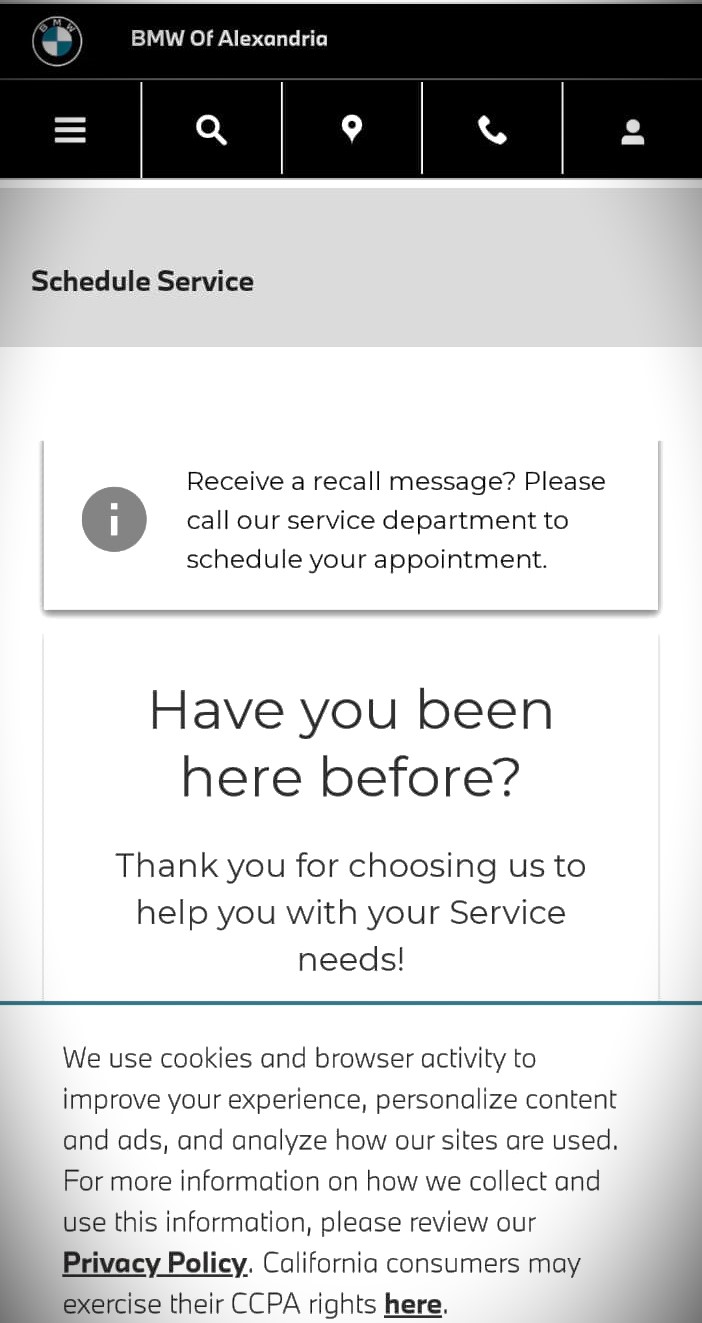 BMW
BMW Of Alexandria
Schedule Service
i
Receive a recall message? Please
call our service department to
schedule your appointment.
Have you been
here before?
Thank you for choosing us to
help you with your Service
needs!
We use cookies and browser activity to
improve your experience, personalize content
and ads, and analyze how our sites are used.
For more information on how we collect and
use this information, please review our
Privacy Policy. California consumers may
exercise their CCPA rights here.